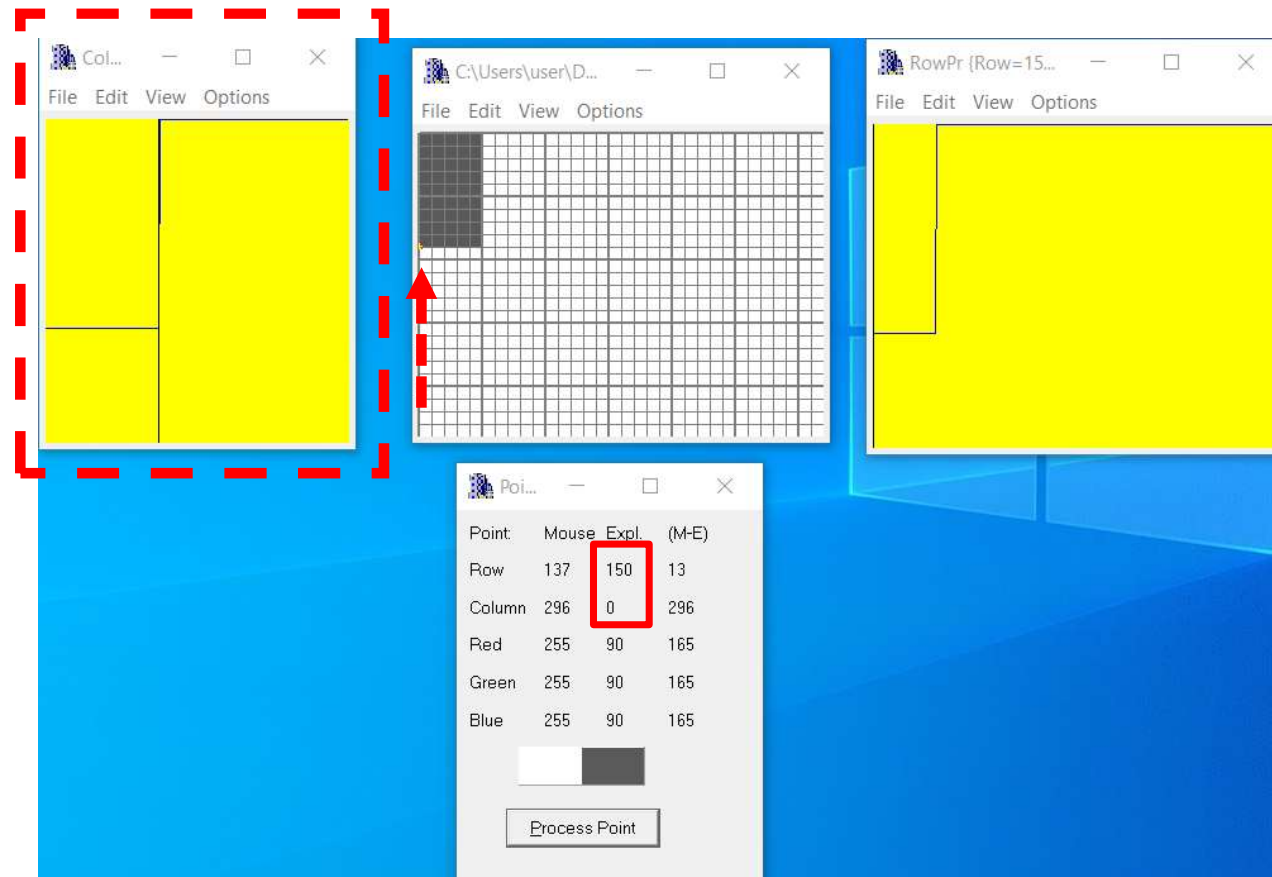 Col...
File Edit View Options
C:\Users\user\D...
File Edit View Options
RowPr {Row=15...
File Edit View Options
Poi...
Point: Mouse Expl. (M-E)
Row 137 150 13
Column 296 0 296
Red 255 90 165
Green 255 90 165
Blue 255 90 165
Process Point